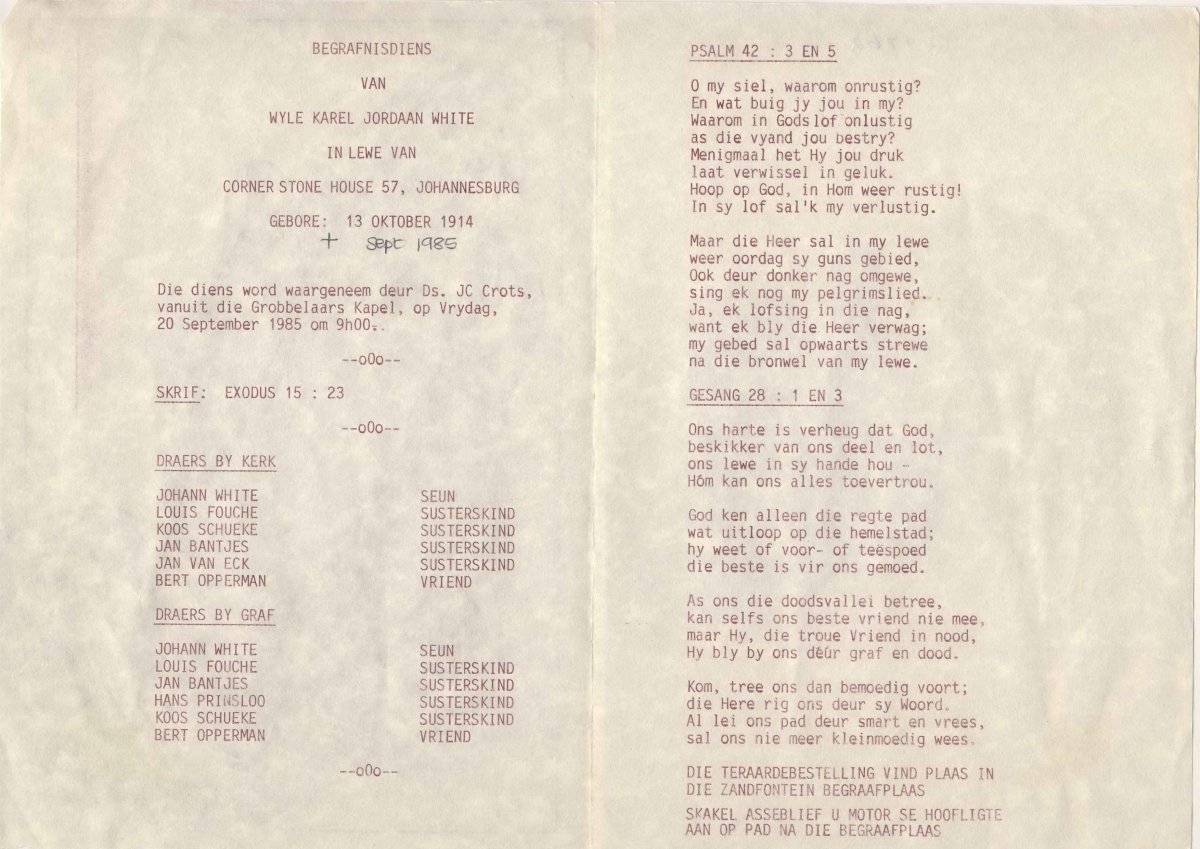 BEGRAFNISDIENS
VAN
WYLE KAREL JORDAAN WHITE
IN LEWE VAN
CORNER STONE HOUSE 57, JOHANNESBURG
GEBORE: 13 OKTOBER 1914
+ Sept 1985
Die diens word waargeneem deur Ds. JC Crots,
vanuit die Grobbelaars Kapel, op Vrydag,
20 September 1985 om 9h00.
--oOo--
SKRIF: EXODUS 15 : 23
--oOo--
DRAERS BY KERK
JOHANN WHITE SEUN
LOUIS FOUCHE SUSTERSKIND
KOOS SCHUEKE SUSTERSKIND
JAN BANTJES SUSTERSKIND
JAN VAN ECK SUSTERSKIND
BERT OPPERMAN VRIEND
DRAERS BY GRAF
JOHANN WHITE SEUN
LOUIS FOUCHE SUSTERSKIND
JAN BANTJES SUSTERSKIND
HANS PRINSLOO SUSTERSKIND
KOOS SCHUEKE SUSTERSKIND
BERT OPPERMAN VRIEND
--oOo--
PSALM 42 : 3 EN 5
O my siel, waarom onrustig?
En wat buig jy jou in my?
Waarom in Gods lof onlustig
as die vyand jou bestry?
Menigmaal het Hy jou druk
laat verwissel in geluk.
Hoop op God, in Hom weer rustig!
In sy lof sal'k my verlustig.
Maar die Heer sal in my lewe
weer oordag sy guns gebied,
Ook deur donker nag omgewe,
sing ek nog my pelgrimslied.
Ja, ek lofsing in die nag,
want ek bly die Heer verwag;
my gebed sal opwaarts strewe
na die bronwel van my lewe.
GESANG 28 : 1 EN 3
Ons harte is verheug dat God,
beskikker van ons deel en lot,
ons lewe in sy hande hou -
Hóm kan ons alles toevertrou.
God ken alleen die regte pad
wat uitloop op die hemelstad;
hy weet of voor- of teëspoed
die beste is vir ons gemoed.
As ons die doodsvallei betree,
kan selfs ons beste vriend nie mee,
maar Hy, die troue Vriend in nood,
Hy bly by ons déúr graf en dood.
Kom, tree ons dan bemoedig voort;
die Here rig ons deur sy Woord.
Al lei ons pad deur smart en vrees,
sal ons nie meer kleinmoedig wees.
DIE TERAARDEBESTELLING VIND PLAAS IN
DIE ZANDFONTEIN BEGRAAFPLAAS
SKAKEL ASSEBLIEF U MOTOR SE HOOFLIGTE
AAN OP PAD NA DIE BEGRAAFPLAAS